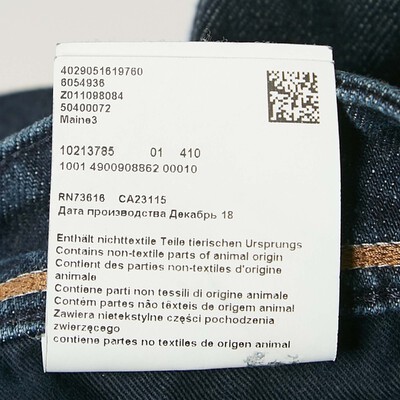 4029051619760
6054936
Z011098084
50400072
Maine3
10213785 01 410
1001 4900908862 00010
RN73616 CA23115
Дата производства Декабрь 18
Enthält nichttextile Teile tierischen Ursprungs
Contains non-textile parts of animal origin
Contient des parties non-textiles d'origine
animale
Contiene parti non tessili di origine animale
Contém partes não têxteis de origem animal
Zawiera nietekstylne części pochodzenia
zwierzęcego
contiene partes no textiles de origen animal